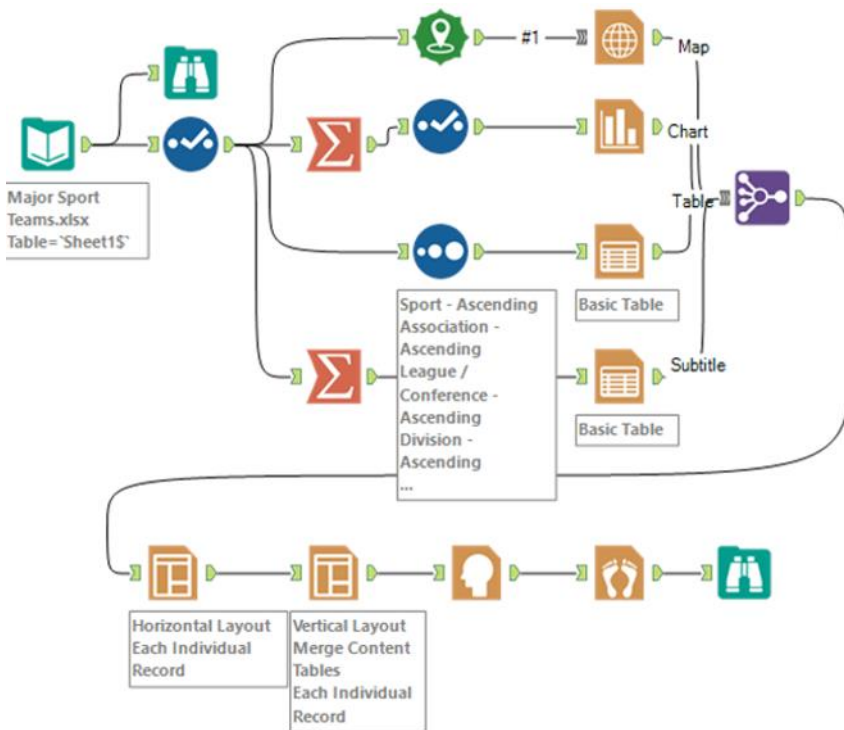 #1
Map
Chart
Table
Major Sport
Teams.xlsx
Table=`Sheet1$`
Sport - Ascending
Association -
Ascending
League /
Conference -
Ascending
Division -
Ascending
...
Basic Table
Subtitle
Basic Table
Horizontal Layout
Each Individual
Record
Vertical Layout
Merge Content
Tables
Each Individual
Record